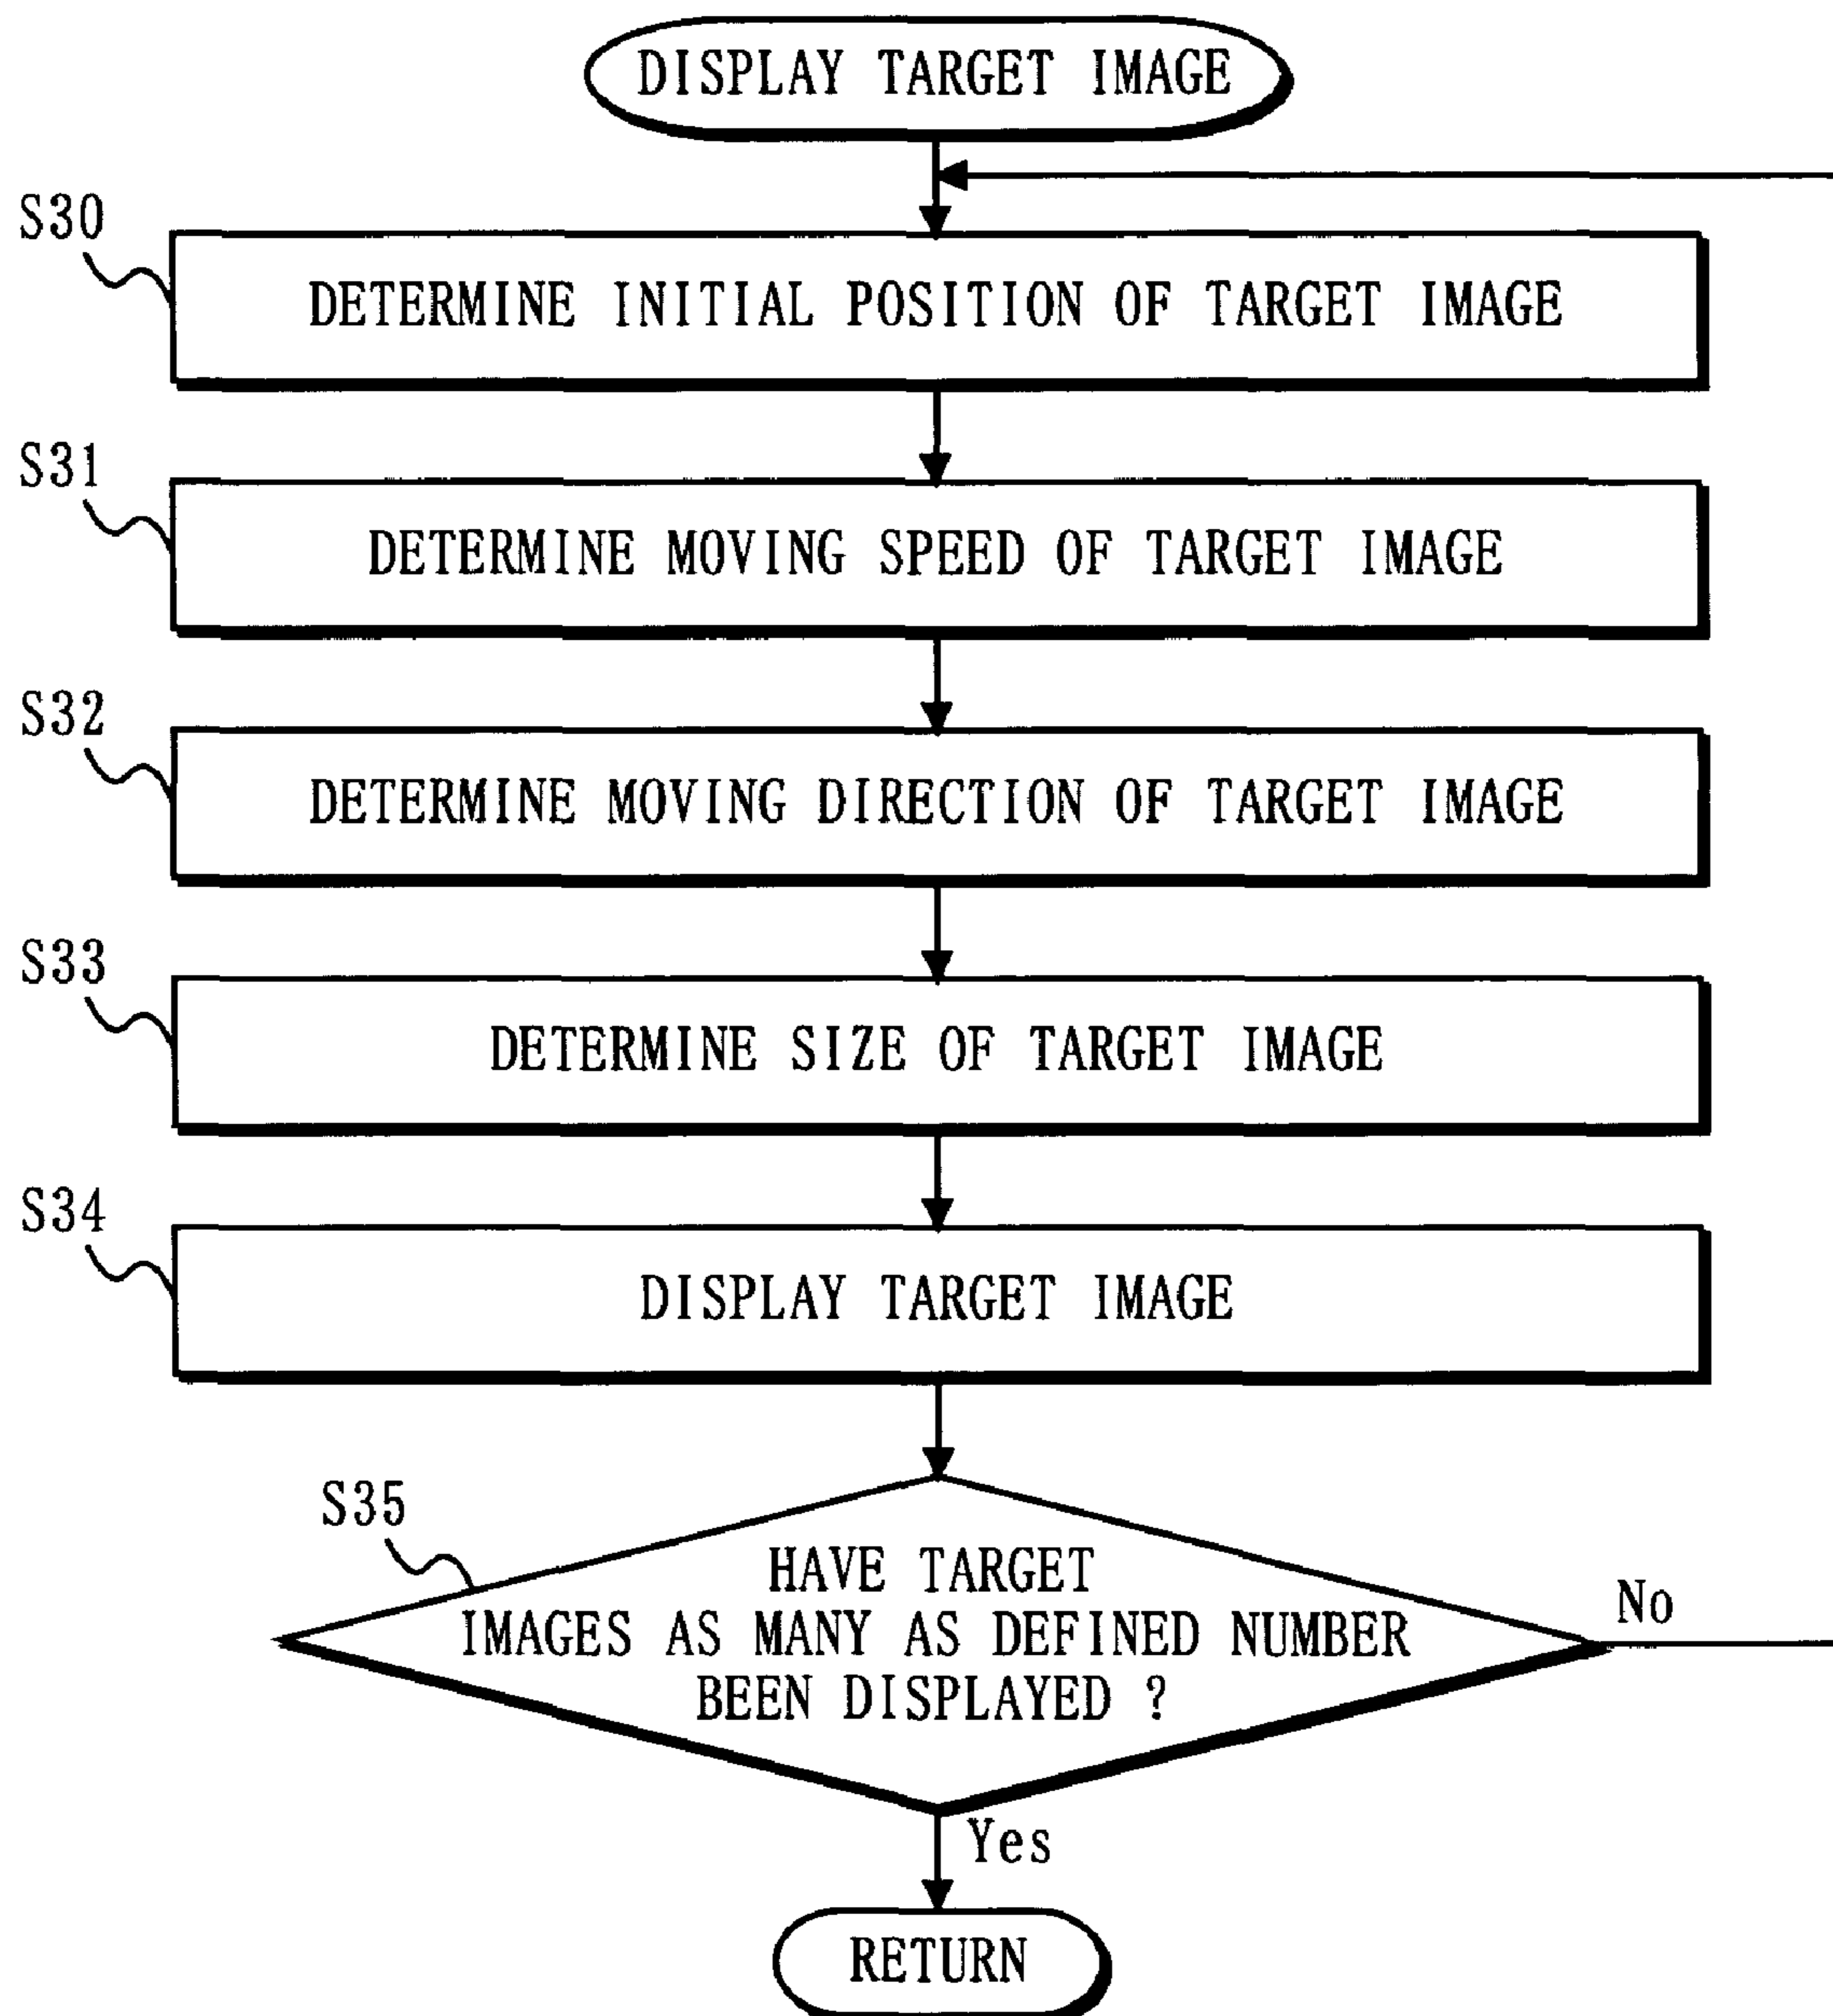 DISPLAY TARGET IMAGE
S30
DETERMINE INITIAL POSITION OF TARGET IMAGE
S31
DETERMINE MOVING SPEED OF TARGET IMAGE
S32
DETERMINE MOVING DIRECTION OF TARGET IMAGE
S33
DETERMINE SIZE OF TARGET IMAGE
S34
DISPLAY TARGET IMAGE
S35
HAVE TARGET
IMAGES AS MANY AS DEFINED NUMBER
BEEN DISPLAYED ?
No
Yes
RETURN